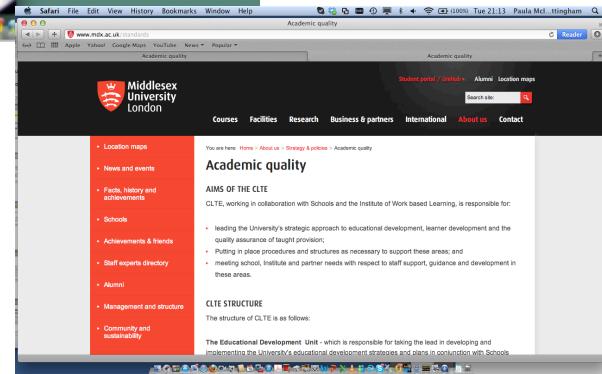 Safari File Edit View History Bookmarks Window Help (100%) Tue 21:13 Paula McI...ttingham
Academic quality
www.mdx.ac.uk/standards Reader
Apple Yahoo! Google Maps YouTube News Popular
Academic quality Academic quality
Middlesex
University
London
Student portal / UniHub Alumni Location maps
Search site:
Courses Facilities Research Business & partners International About us Contact
Location maps
News and events
Facts, history and
achievements
Schools
Achievements & friends
Staff experts directory
Alumni
Management and structure
Community and
sustainability
You are here: Home > About us > Strategy & policies > Academic quality
Academic quality
AIMS OF THE CLTE
CLTE, working in collaboration with Schools and the Institute of Work based Learning, is responsible for:
leading the University's strategic approach to educational development, learner development and the
quality assurance of taught provision;
Putting in place procedures and structures as necessary to support these areas; and
meeting school, Institute and partner needs with respect to staff support, guidance and development in
these areas.
CLTE STRUCTURE
The structure of CLTE is as follows:
The Educational Development Unit - which is responsible for taking the lead in developing and
implementing the University's educational development strategies and plans in conjunction with Schools